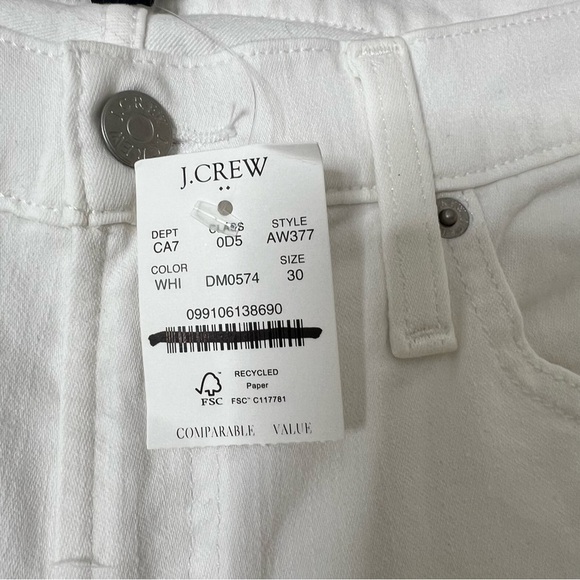 J.CREW
J.CREW
DEPT CLASS STYLE
CA7 0D5 AW377
COLOR SIZE
WHI DM0574 30
099106138690
RECYCLED
Paper
FSC FSC™ C117781
COMPARABLE VALUE